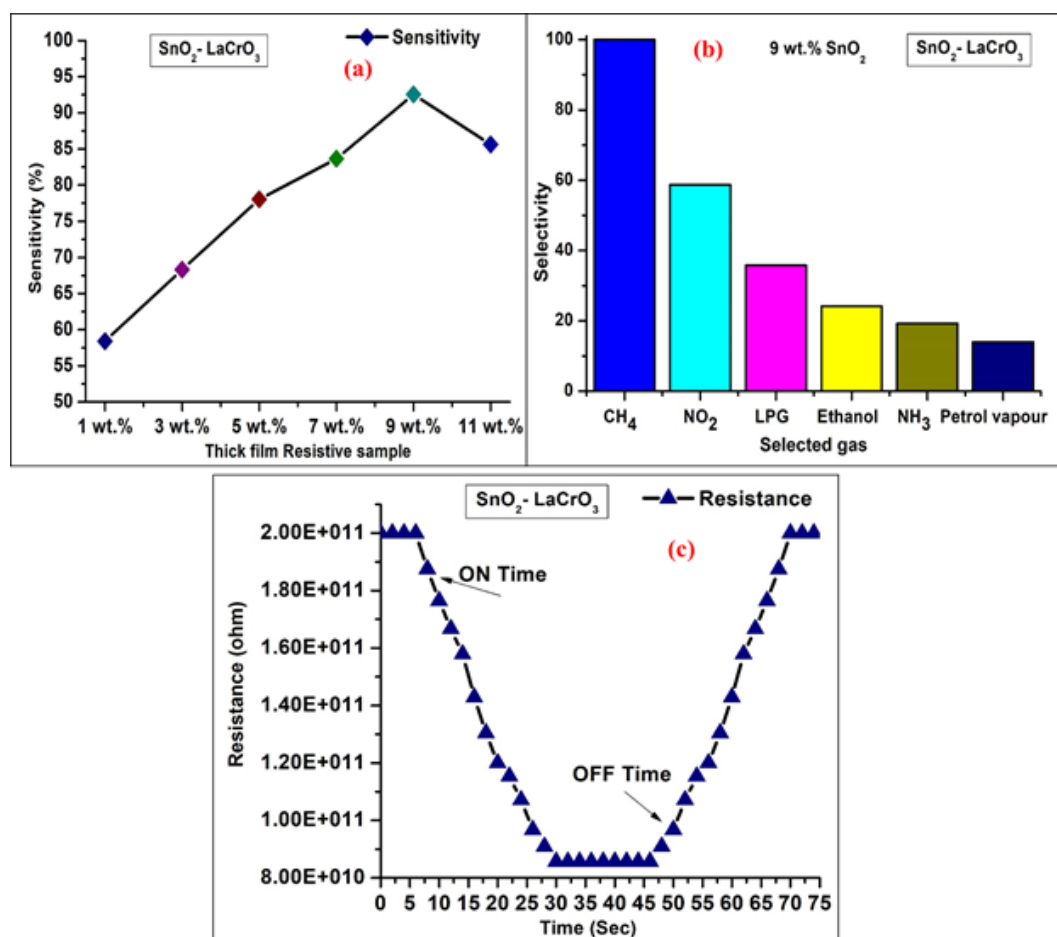 SnO2- LaCrO3
Sensitivity
(a)
100
95
90
85
80
75
70
65
60
55
50
Sensitivity (%)
1 wt.% 3 wt.% 5 wt.% 7 wt.% 9 wt.% 11 wt.%
Thick film Resistive sample
(b)
9 wt.% SnO2
SnO2- LaCrO3
100
80
60
40
20
0
Selectivity
CH4 NO2 LPG Ethanol NH3 Petrol vapour
Selected gas
SnO2- LaCrO3
Resistance
(c)
2.00E+011
1.80E+011
1.60E+011
1.40E+011
1.20E+011
1.00E+011
8.00E+010
Resistance (ohm)
ON Time
OFF Time
0 5 10 15 20 25 30 35 40 45 50 55 60 65 70 75
Time (Sec)